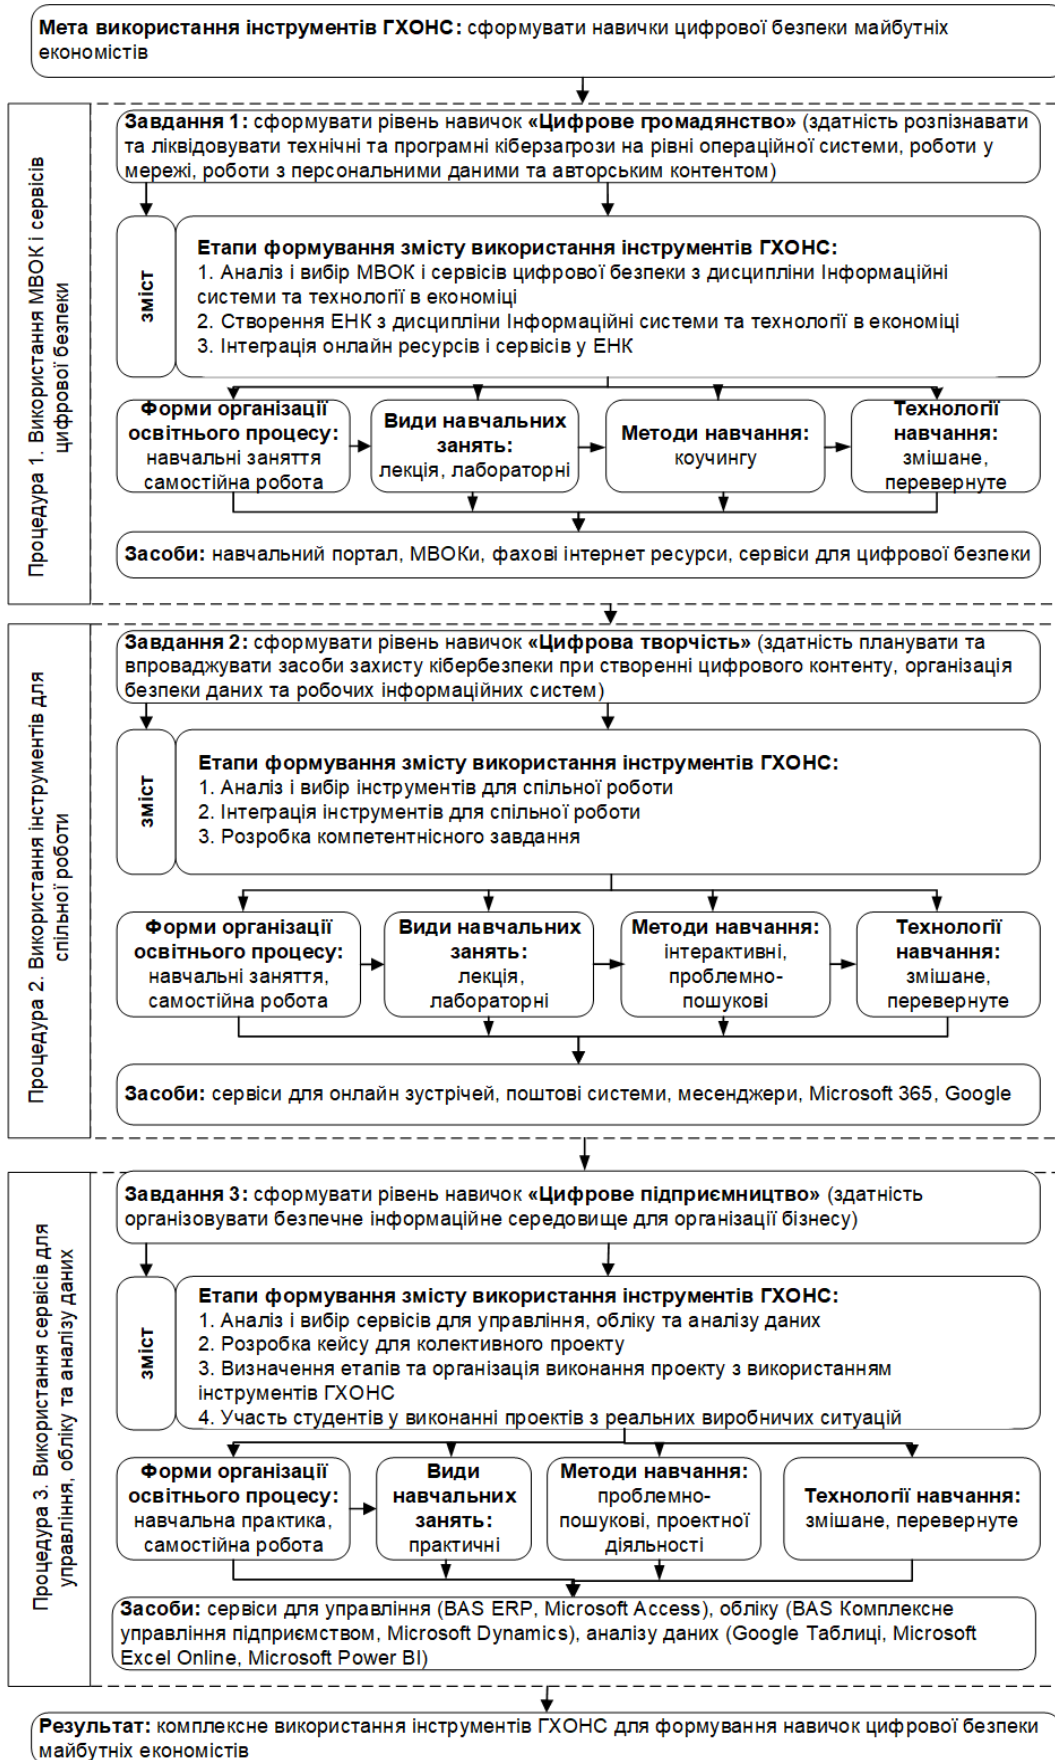 Мета використання інструментів ГХОНС: сформувати навички цифрової безпеки майбутніх
економістів
Процедура 1. Використання МВОК і сервісів
цифрової безпеки
Завдання 1: сформувати рівень навичок «Цифрове громадянство» (здатність розпізнавати
та ліквідовувати технічні та програмні кіберзагрози на рівні операційної системи, роботи у
мережі, роботи з персональними даними та авторським контентом)
зміст
Етапи формування змісту використання інструментів ГХОНС:
1. Аналіз і вибір МВОК і сервісів цифрової безпеки з дисципліни Інформаційні
системи та технології в економіці
2. Створення ЕНК з дисципліни Інформаційні системи та технології в економіці
3. Інтеграція онлайн ресурсів і сервісів у ЕНК
Форми організації
освітнього процесу:
навчальні заняття
самостійна робота
Види навчальних
занять:
лекція, лабораторні
Методи навчання:
коучингу
Технології
навчання:
змішане,
перевернуте
Засоби: навчальний портал, МВОКи, фахові інтернет ресурси, сервіси для цифрової безпеки
Процедура 2. Використання інструментів для
спільної роботи
Завдання 2: сформувати рівень навичок «Цифрова творчість» (здатність планувати та
впроваджувати засоби захисту кібербезпеки при створенні цифрового контенту, організація
безпеки даних та робочих інформаційних систем)
зміст
Етапи формування змісту використання інструментів ГХОНС:
1. Аналіз і вибір інструментів для спільної роботи
2. Інтеграція інструментів для спільної роботи
3. Розробка компетентнісного завдання
Форми організації
освітнього процесу:
навчальні заняття,
самостійна робота
Види навчальних
занять:
лекція,
лабораторні
Методи навчання:
інтерактивні,
проблемно-
пошукові
Технології
навчання:
змішане,
перевернуте
Засоби: сервіси для онлайн зустрічей, поштові системи, месенджери, Microsoft 365, Google
Процедура 3. Використання сервісів для
управління, обліку та аналізу даних
Завдання 3: сформувати рівень навичок «Цифрове підприємництво» (здатність
організовувати безпечне інформаційне середовище для організації бізнесу)
зміст
Етапи формування змісту використання інструментів ГХОНС:
1. Аналіз і вибір сервісів для управління, обліку та аналізу даних
2. Розробка кейсу для колективного проекту
3. Визначення етапів та організація виконання проекту з використанням
інструментів ГХОНС
4. Участь студентів у виконанні проектів з реальних виробничих ситуацій
Форми організації
освітнього процесу:
навчальна практика,
самостійна робота
Види
навчальних
занять:
практичні
Методи навчання:
проблемно-
пошукові, проектної
діяльності
Технології навчання:
змішане, перевернуте
Засоби: сервіси для управління (BAS ERP, Microsoft Access), обліку (BAS Комплексне
управління підприємством, Microsoft Dynamics), аналізу даних (Google Таблиці, Microsoft
Excel Online, Microsoft Power BI)
Результат: комплексне використання інструментів ГХОНС для формування навичок цифрової безпеки
майбутніх економістів